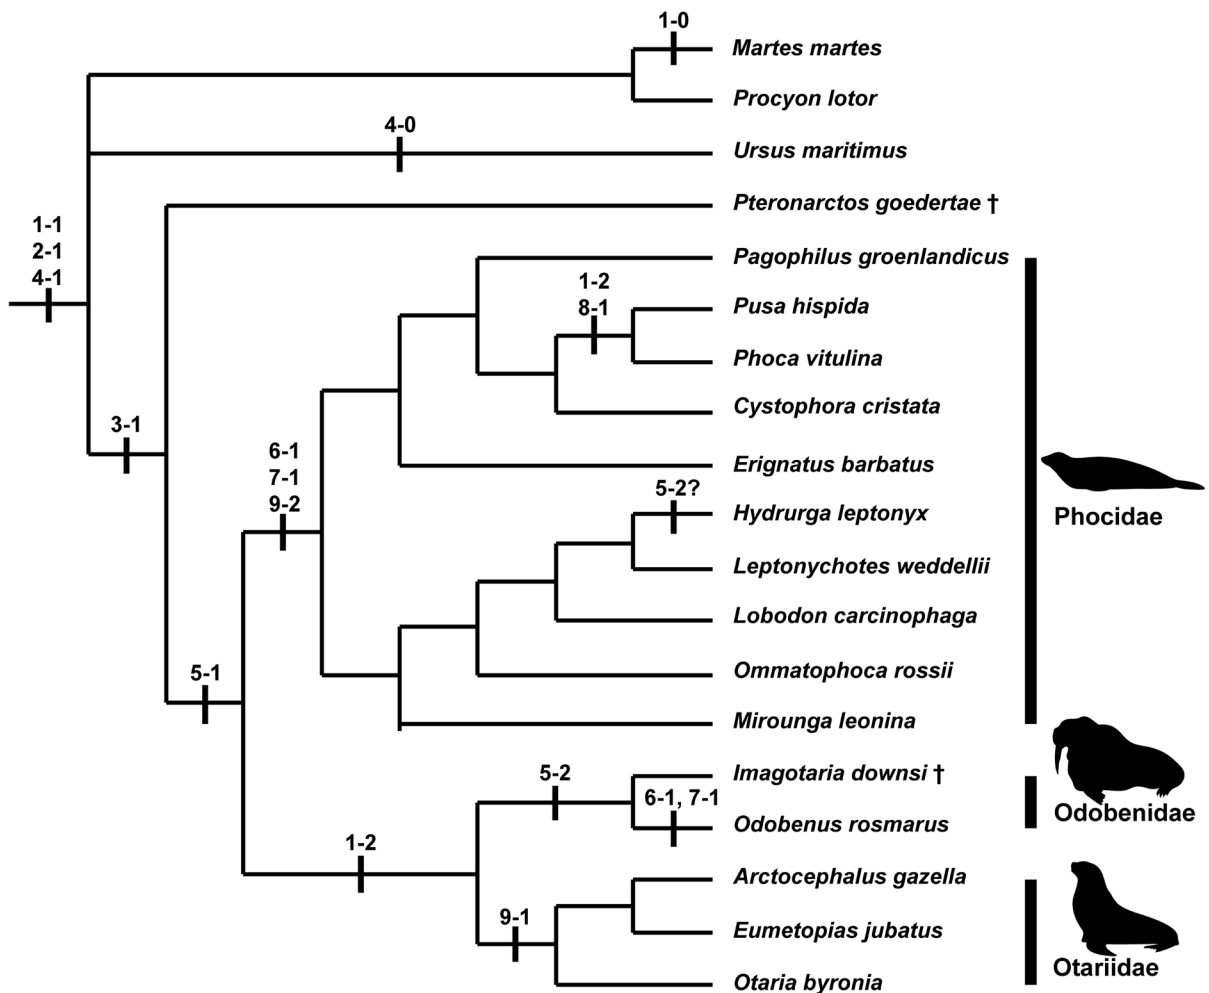 1-0
Martes martes
Procyon lotor
4-0
Ursus maritimus
Pteronarctos goedertae †
1-1
2-1
4-1
Pagophilus groenlandicus
1-2
8-1
Pusa hispida
Phoca vitulina
Cystophora cristata
3-1
6-1
7-1
9-2
Erignatus barbatus
5-2?
Hydrurga leptonyx
Phocidae
Leptonychotes weddellii
Lobodon carcinophaga
5-1
Ommatophoca rossii
Mirounga leonina
5-2
Imagotaria downsi †
6-1, 7-1
Odobenus rosmarus
Odobenidae
1-2
Arctocephalus gazella
9-1
Eumetopias jubatus
Otariidae
Otaria byronia